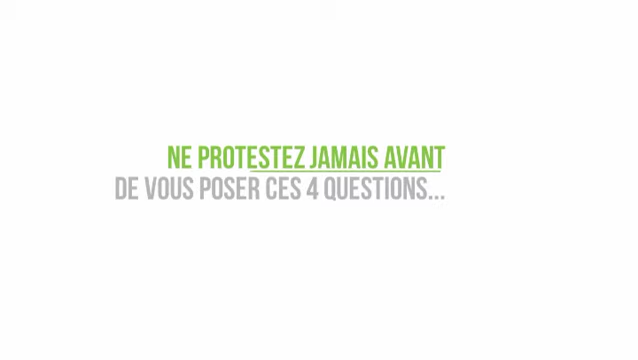 NE PROTESTEZ JAMAIS AVANT
DE VOUS POSER CES 4 QUESTIONS...